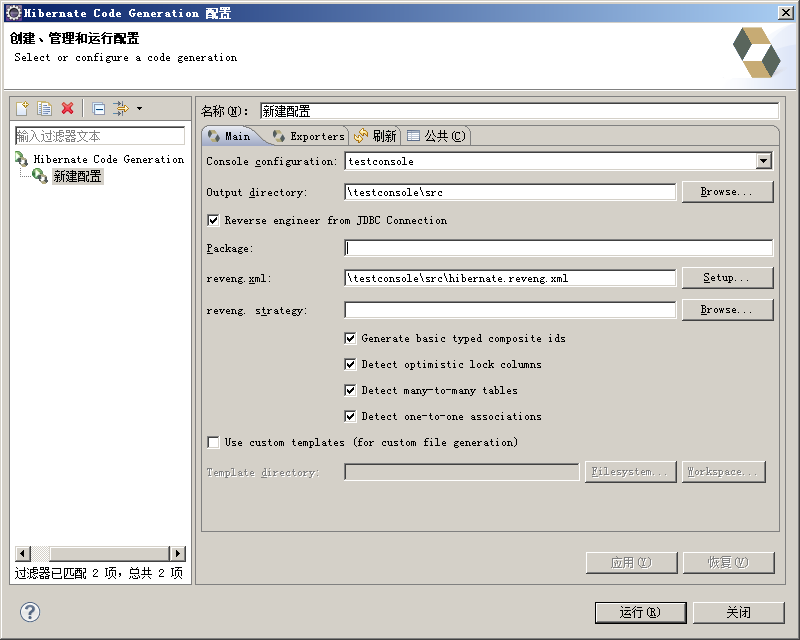 Hibernate Code Generation 配置
创建、管理和运行配置
Select or configure a code generation
输入过滤器文本
Hibernate Code Generation
新建配置
过滤器已匹配 2 项，总共 2 项
名称(N)： 新建配置
Main Exporters 刷新 公共(C)
Console configuration: testconsole
Output directory: \testconsole\src Browse...
Reverse engineer from JDBC Connection
Package:
reveng.xml: \testconsole\src\hibernate.reveng.xml Setup...
reveng. strategy: Browse...
Generate basic typed composite ids
Detect optimistic lock columns
Detect many-to-many tables
Detect one-to-one associations
Use custom templates (for custom file generation)
Template directory: Filesystem... Workspace...
应用(Y) 恢复(V)
运行(R) 关闭